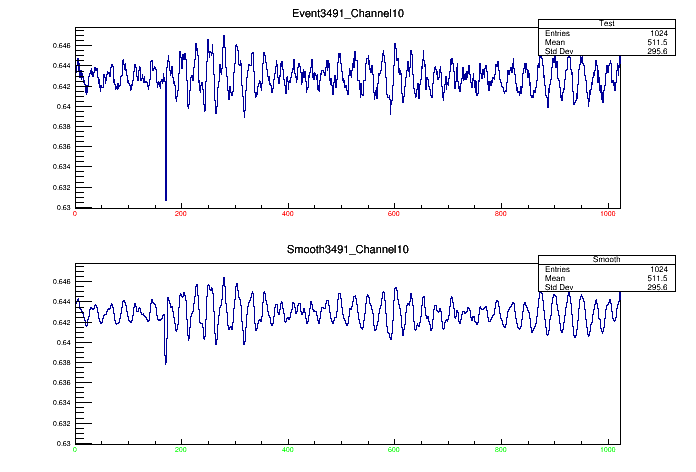 Event3491_Channel10
Test
Entries 1024
Mean 511.5
Std Dev 295.6
0.646
0.644
0.642
0.64
0.638
0.636
0.634
0.632
0.63
0 200 400 600 800 1000
Smooth3491_Channel10
Smooth
Entries 1024
Mean 511.5
Std Dev 295.6
0.646
0.644
0.642
0.64
0.638
0.636
0.634
0.632
0.63
0 200 400 600 800 1000